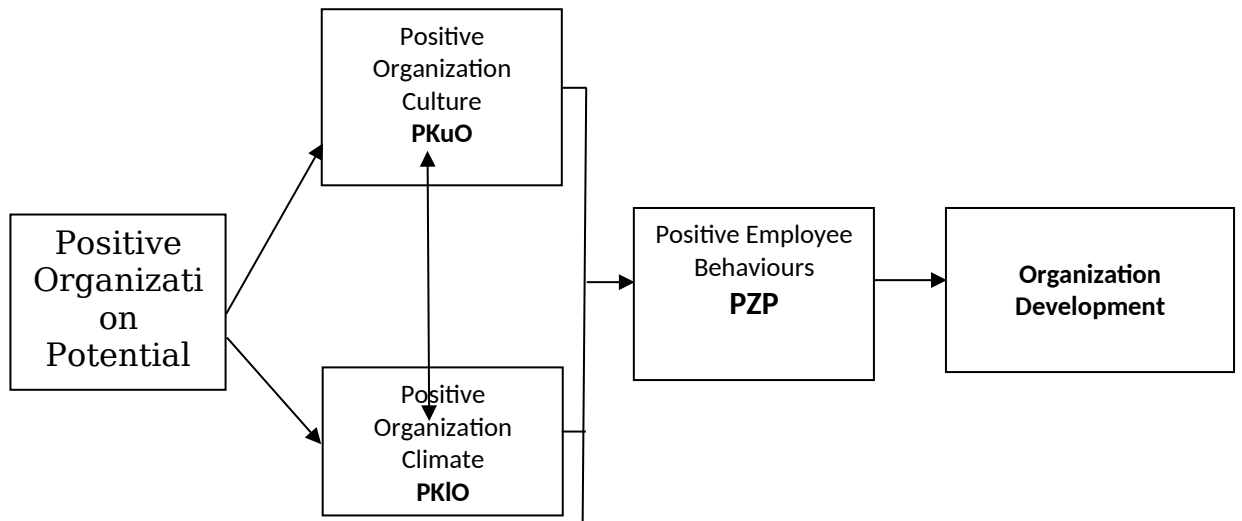 Positive
Organization
Culture
PKuO
Positive
Organizati
on
Potential
Positive
Organization
Climate
PKlO
Positive Employee
Behaviours
PZP
Organization
Development